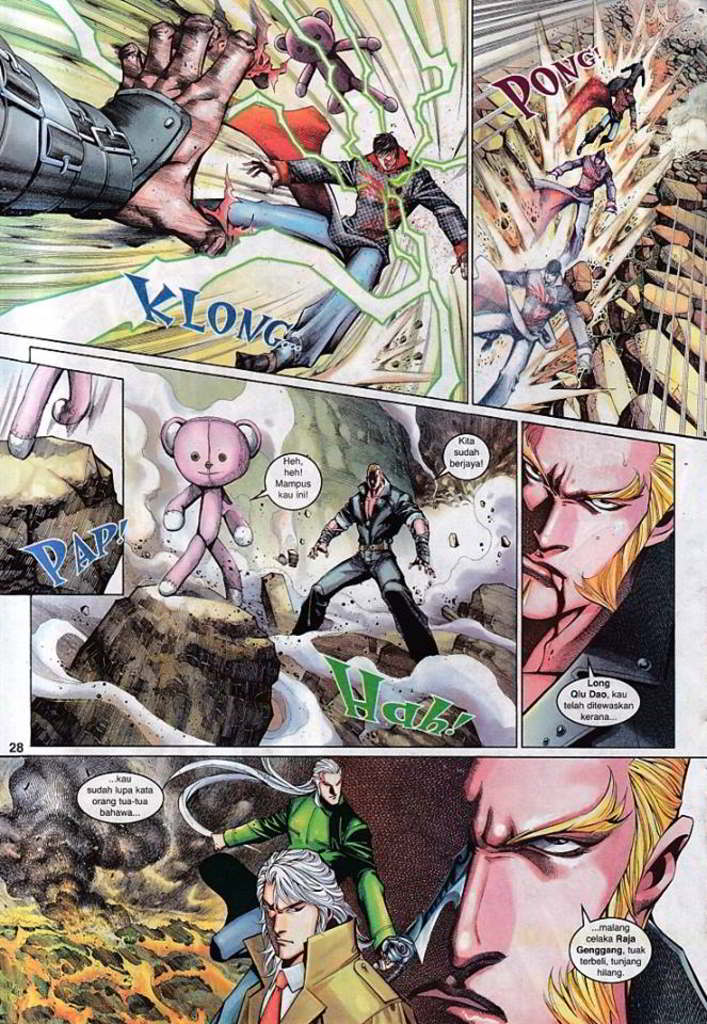 KLONG
PONG!
PAP!
Heh,
heh!
Mampus
kau ini!
Kita
sudah
berjaya!
Hah!
Long
Qiu Dao, kau
telah ditewaskan
kerana...
28
...kau
sudah lupa kata
orang tua-tua
bahawa...
...malang
celaka Raja
Genggang, tuak
terbeli, tunjang
hilang.